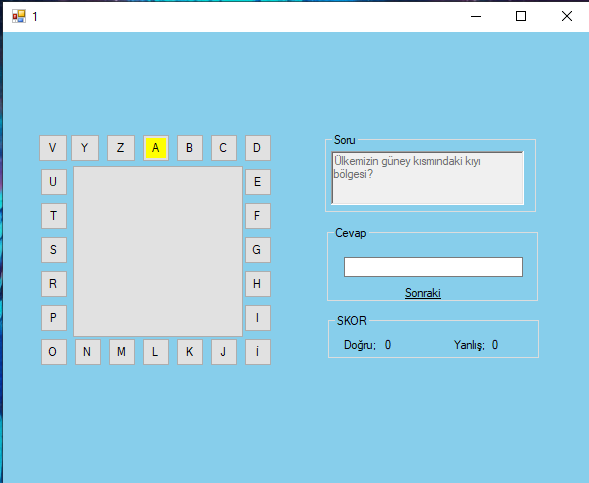 1
V Y Z A B C D
U E
T F
S G
R H
P I
O N M L K J İ
Soru
Ülkemizin güney kısmındaki kıyı
bölgesi?
Cevap
Sonraki
SKOR
Doğru; 0 Yanlış; 0